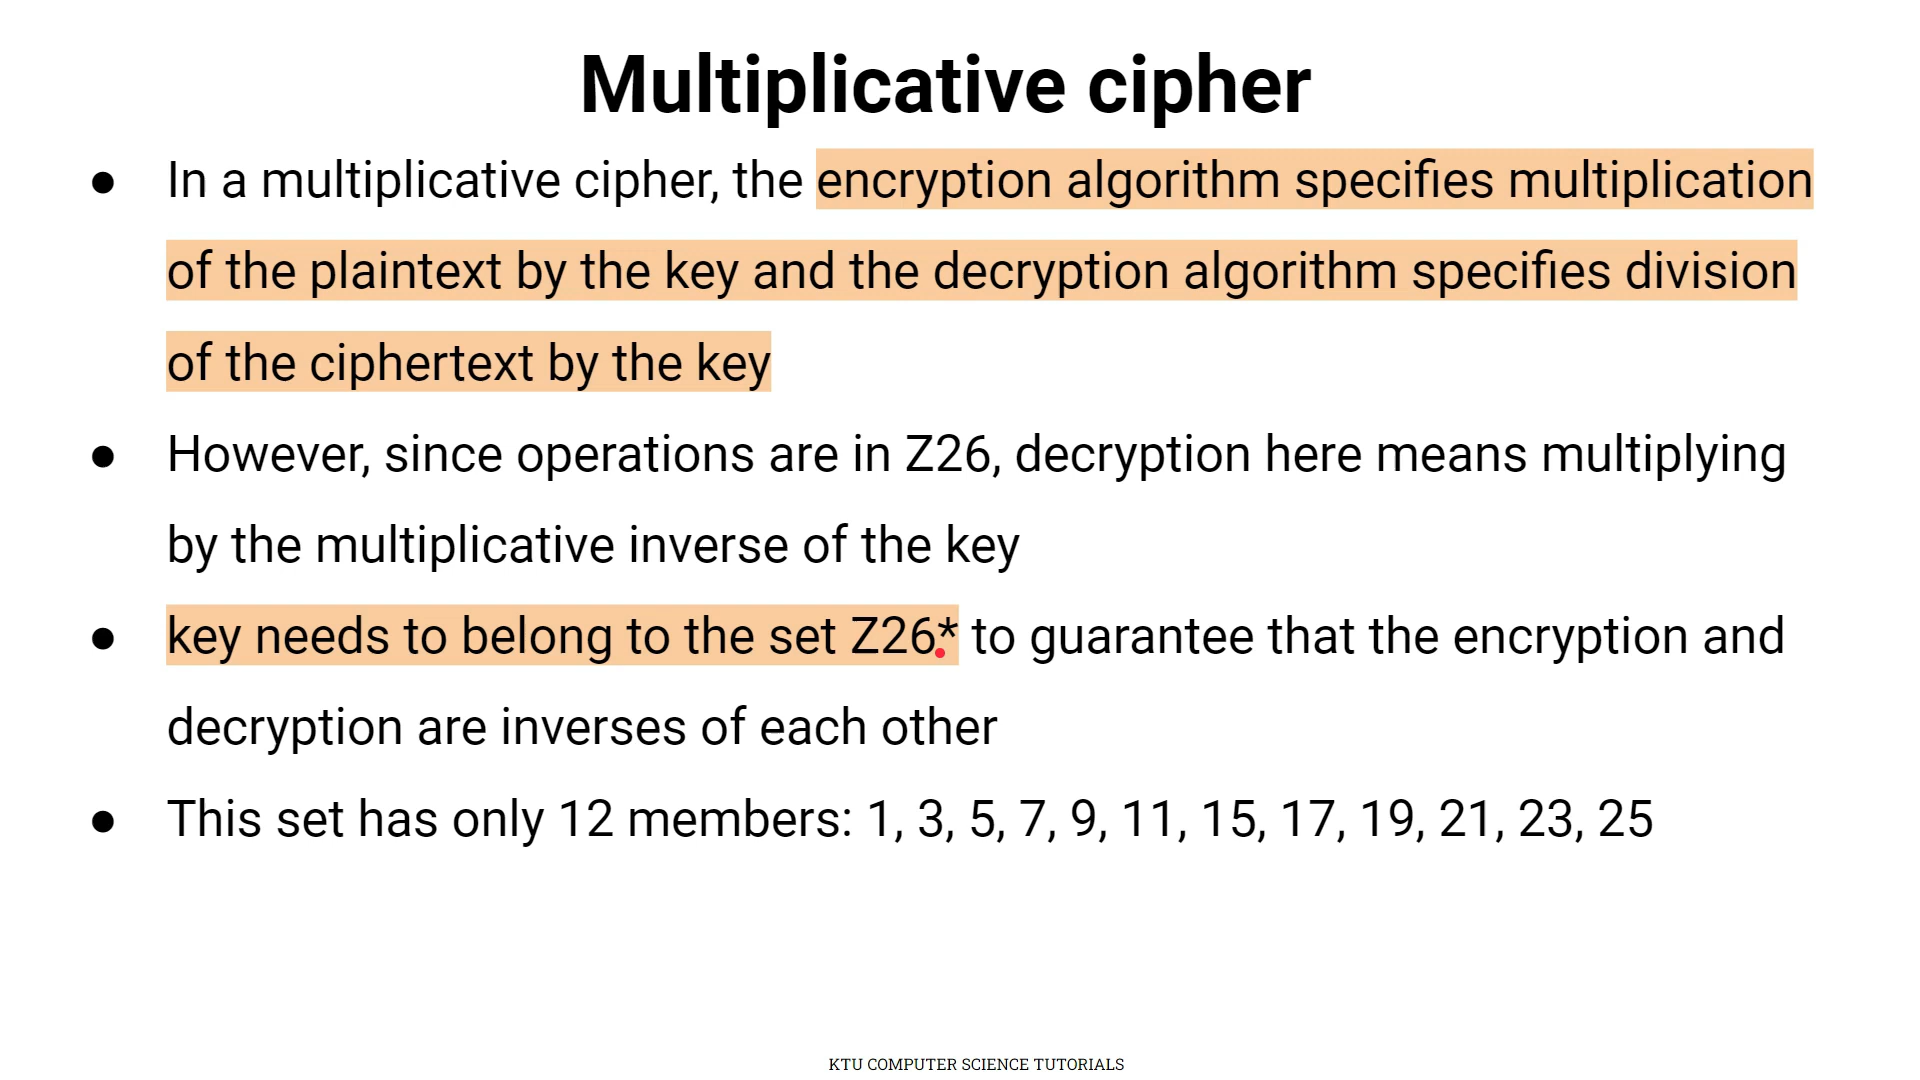 Multiplicative cipher
● In a multiplicative cipher, the encryption algorithm specifies multiplication
of the plaintext by the key and the decryption algorithm specifies division
of the ciphertext by the key
● However, since operations are in Z26, decryption here means multiplying
by the multiplicative inverse of the key
● key needs to belong to the set Z26* to guarantee that the encryption and
decryption are inverses of each other
● This set has only 12 members: 1, 3, 5, 7, 9, 11, 15, 17, 19, 21, 23, 25
KTU COMPUTER SCIENCE TUTORIALS